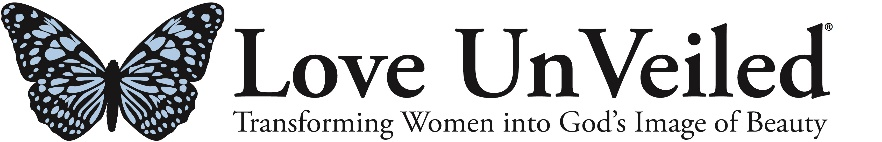 Love UnVeiled®
Transforming Women into God's Image of Beauty